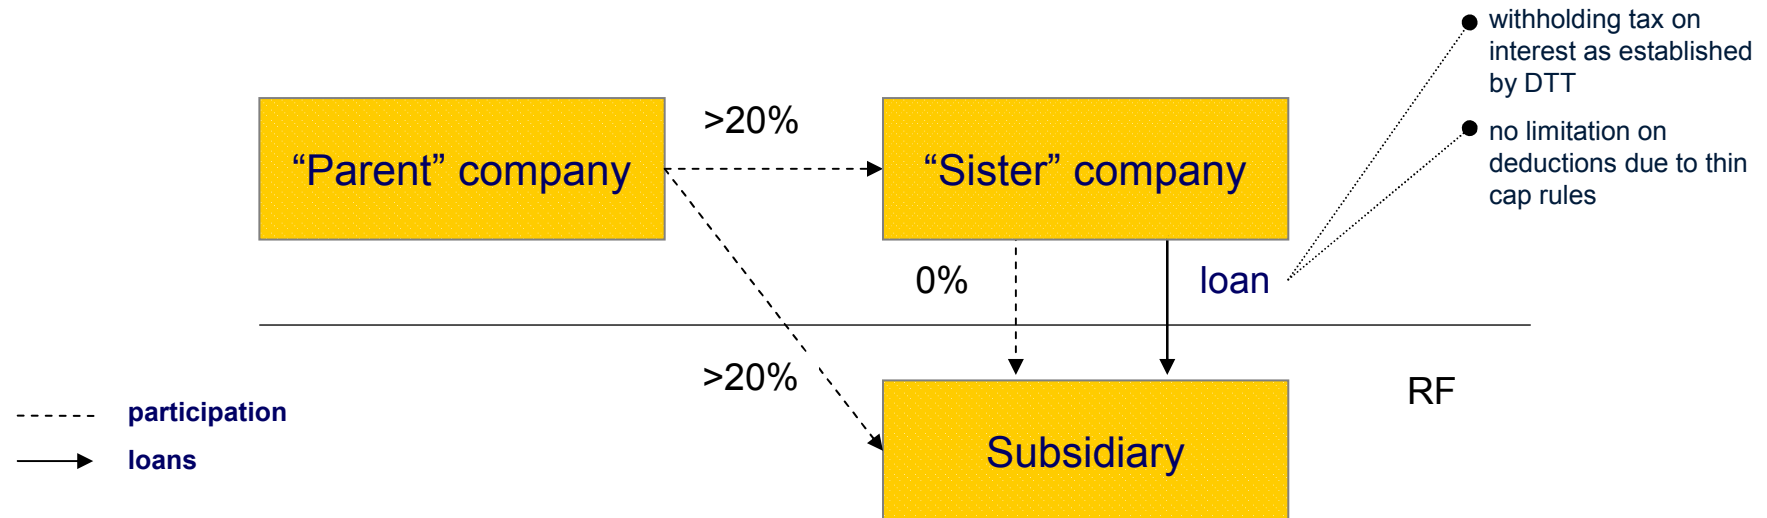 withholding tax on
interest as established
by DTT
>20%
“Parent” company
“Sister” company
no limitation on
deductions due to thin
cap rules
0%
loan
>20%
RF
participation
loans
Subsidiary